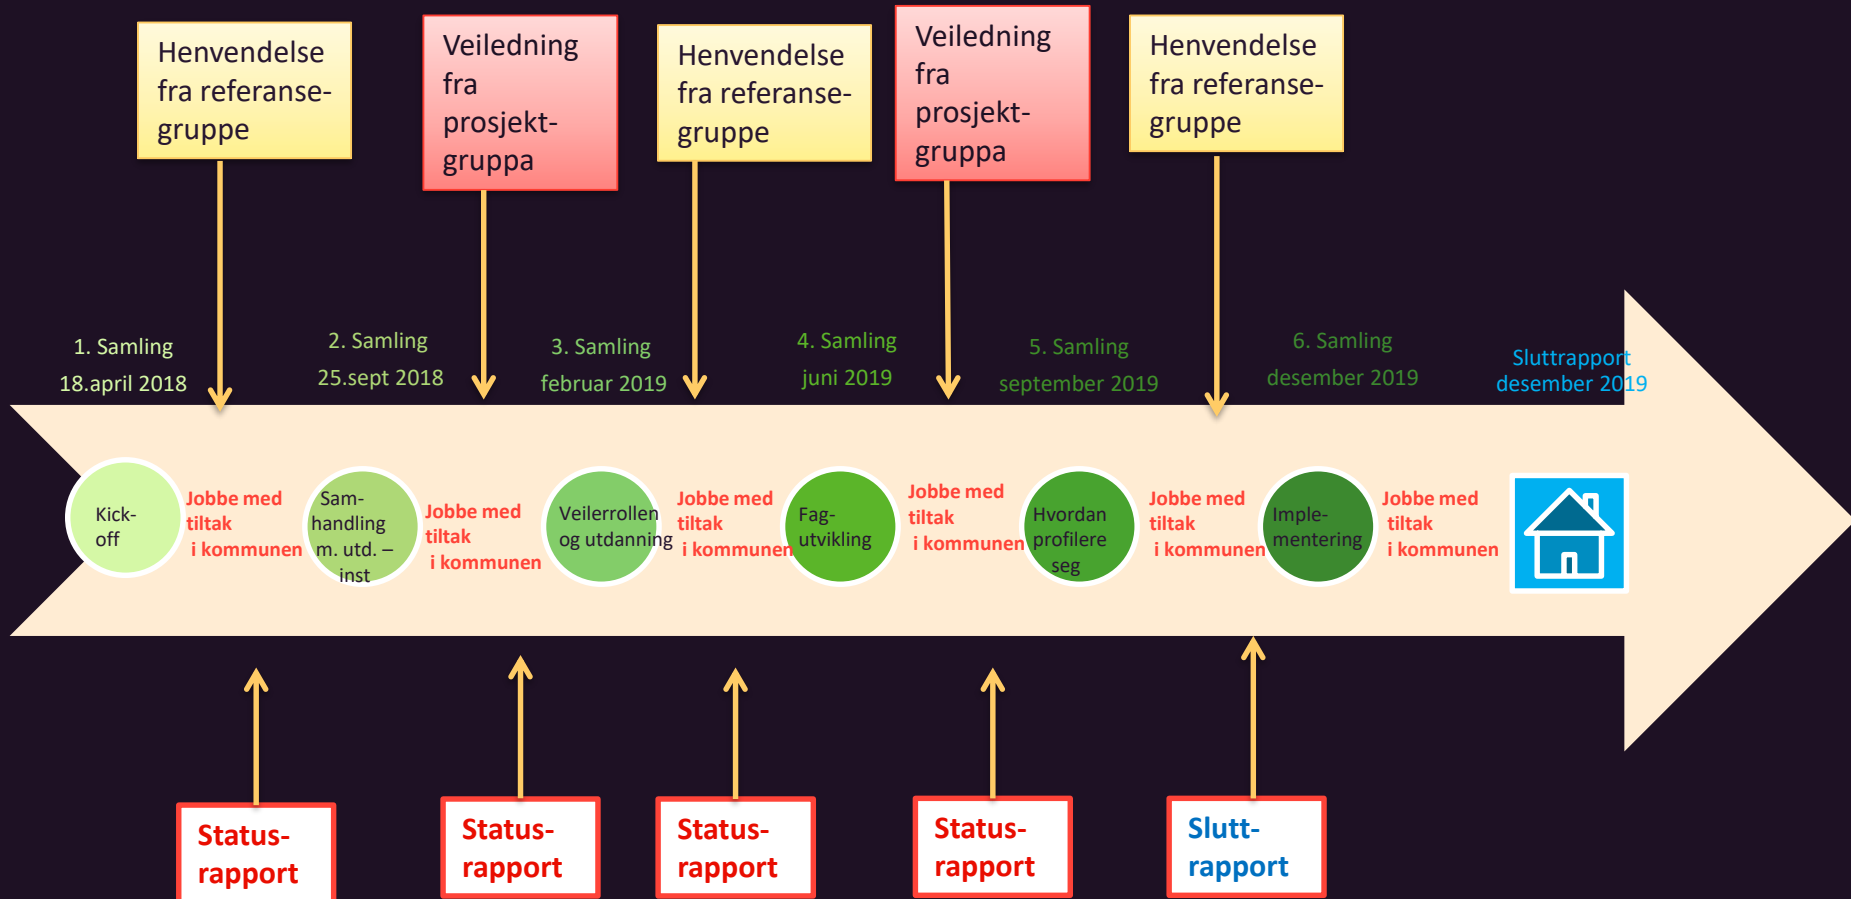 Henvendelse
fra referanse-
gruppe
Veiledning
fra
prosjekt-
gruppa
Henvendelse
fra referanse-
gruppe
Veiledning
fra
prosjekt-
gruppa
Henvendelse
fra referanse-
gruppe
1. Samling
18.april 2018
2. Samling
25.sept 2018
3. Samling
februar 2019
4. Samling
juni 2019
5. Samling
september 2019
6. Samling
desember 2019
Sluttrapport
desember 2019
Kick-
off
Jobbe med
tiltak
i kommunen
Sam-
handling
m. utd. –
inst
Jobbe med
tiltak
i kommunen
Veilerrollen
og utdanning
Jobbe med
tiltak
i kommunen
Fag-
utvikling
Jobbe med
tiltak
i kommunen
Hvordan
profilere
seg
Jobbe med
tiltak
i kommunen
Imple-
mentering
Jobbe med
tiltak
i kommunen
Status-
rapport
Status-
rapport
Status-
rapport
Status-
rapport
Slutt-
rapport